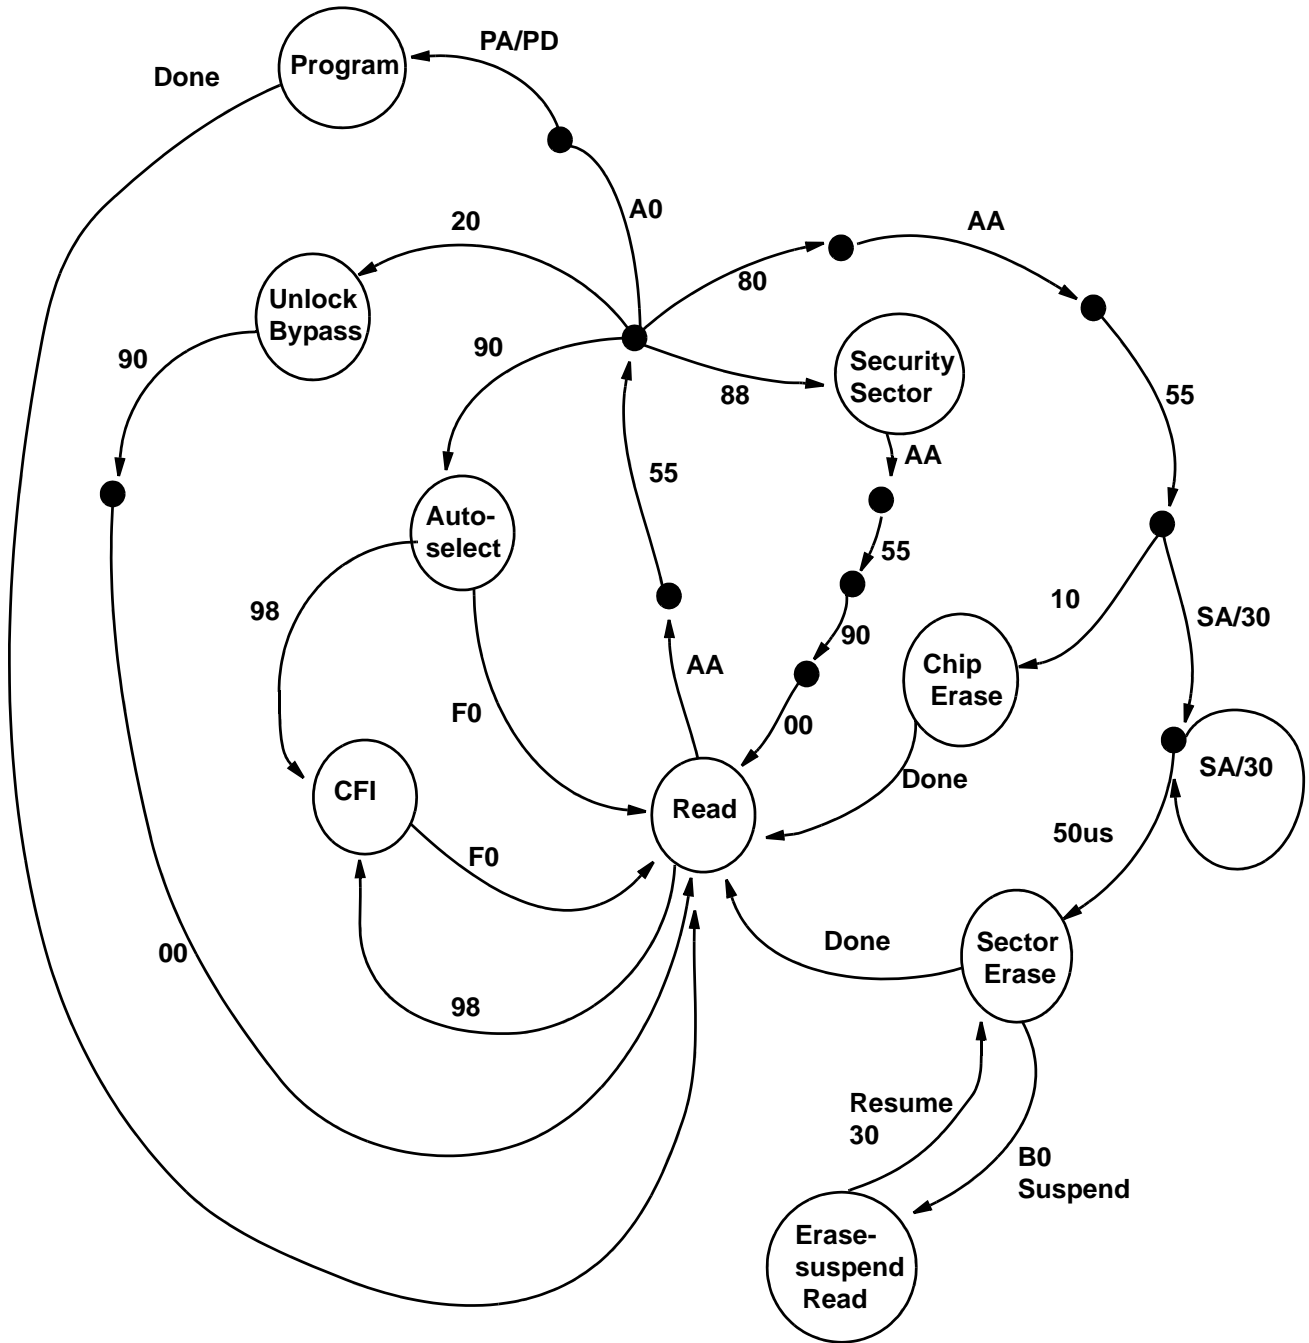 PA/PD
Program
Done
A0
20
AA
80
Unlock
Bypass
90
90
88
Security
Sector
55
AA
55
Auto-
select
55
98
10
90
SA/30
AA
Chip
Erase
F0
00
SA/30
Done
CFI
Read
50us
F0
Done
Sector
Erase
00
98
Resume
30
B0
Suspend
Erase-
suspend
Read